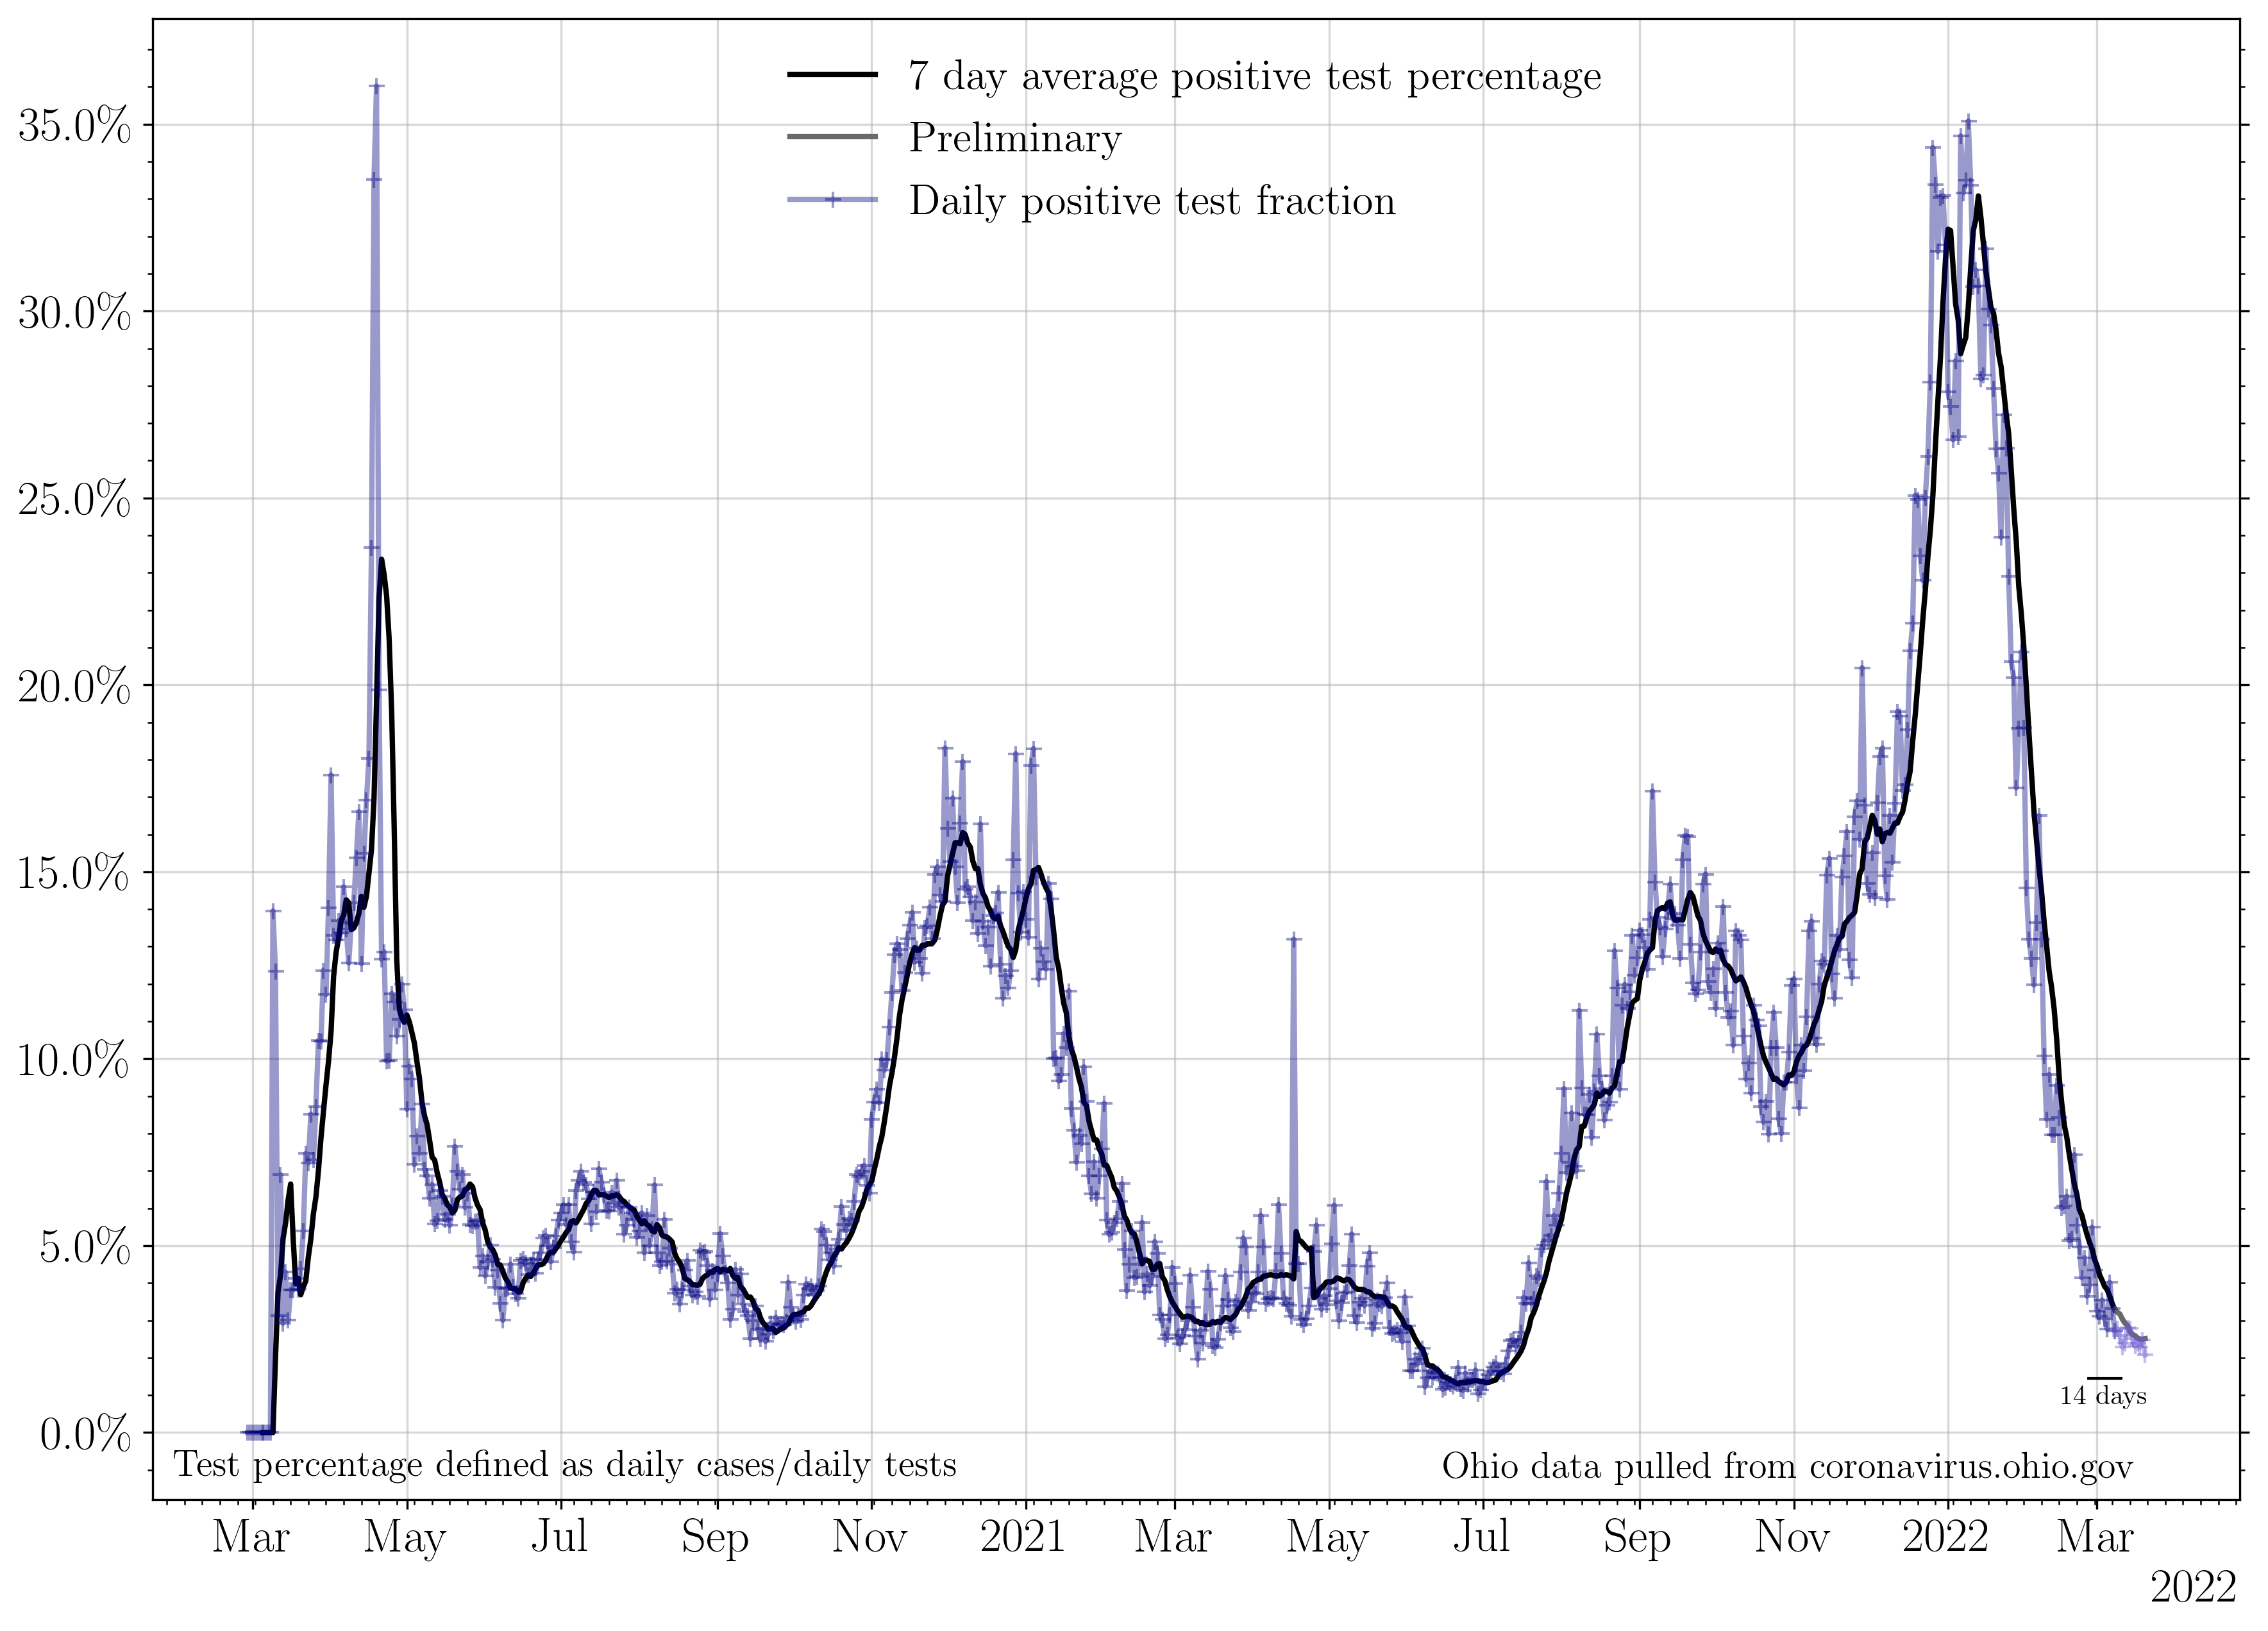 7 day average positive test percentage
Preliminary
Daily positive test fraction
35.0%
30.0%
25.0%
20.0%
15.0%
10.0%
5.0%
0.0%
14 days
Test percentage defined as daily cases/daily tests
Ohio data pulled from coronavirus.ohio.gov
Mar May Jul Sep Nov 2021 Mar May Jul Sep Nov 2022 Mar
2022